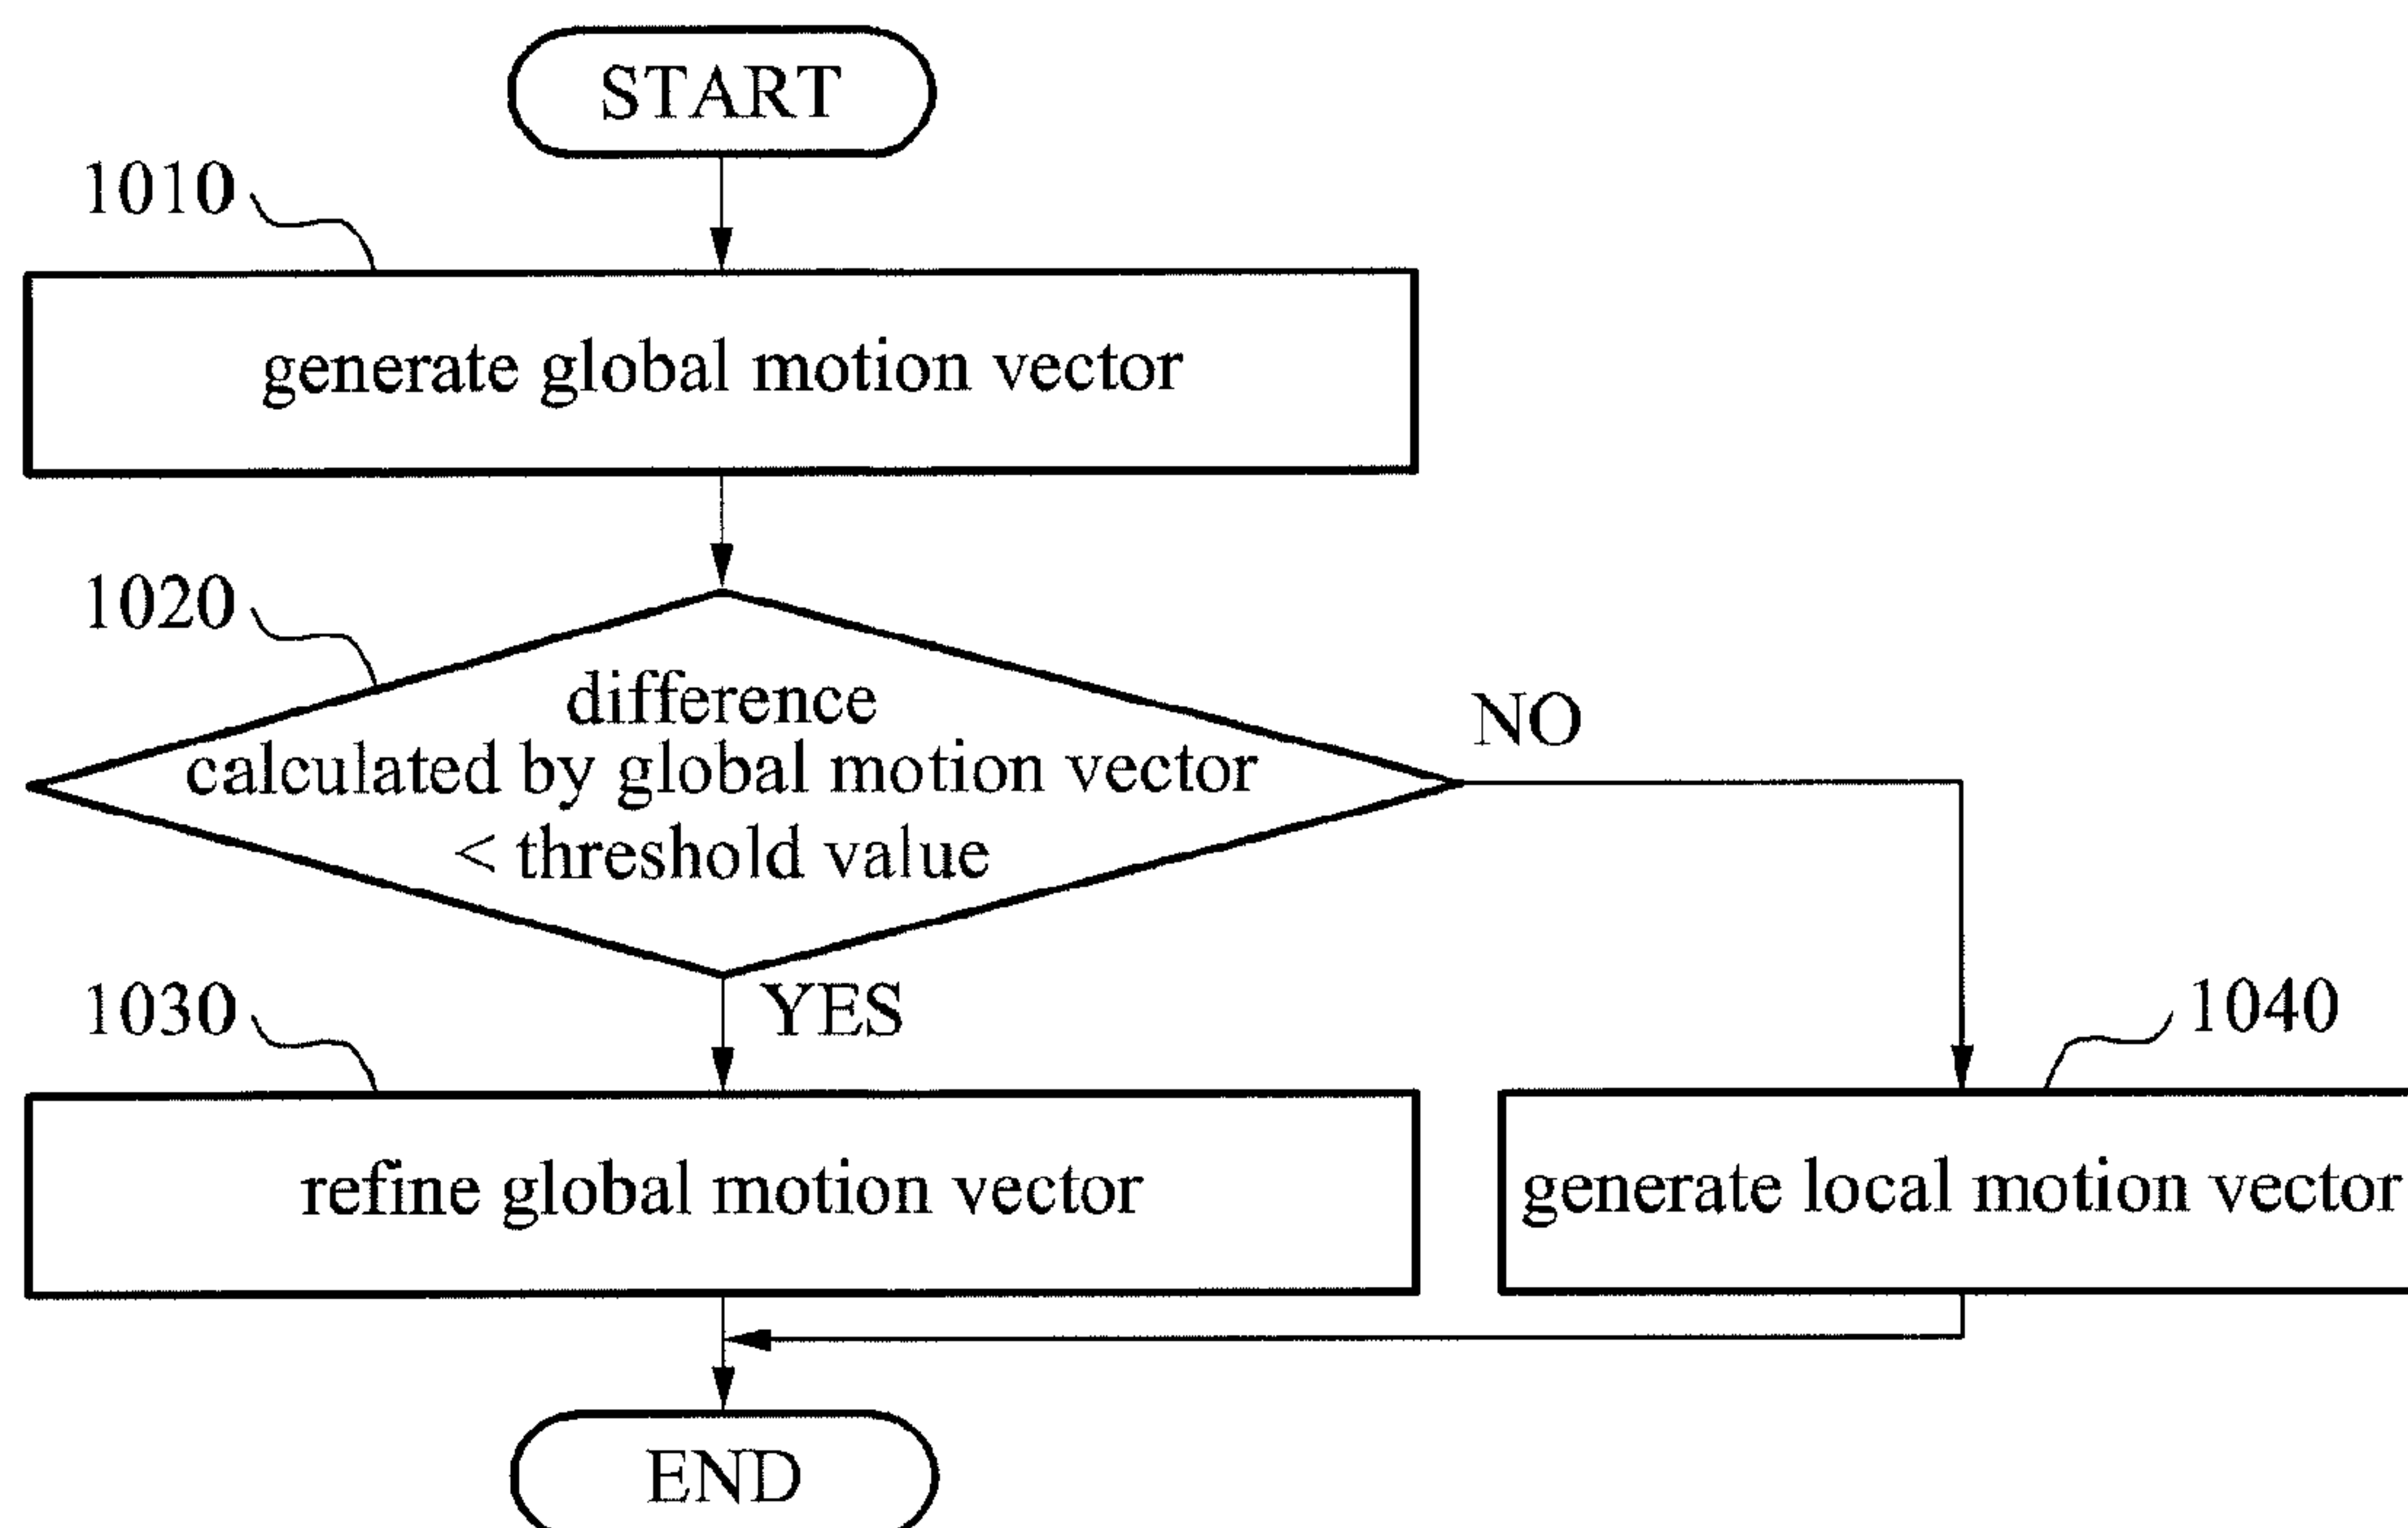 START
1010
generate global motion vector
1020
difference
calculated by global motion vector
< threshold value
NO
YES
1030
1040
refine global motion vector
generate local motion vector
END